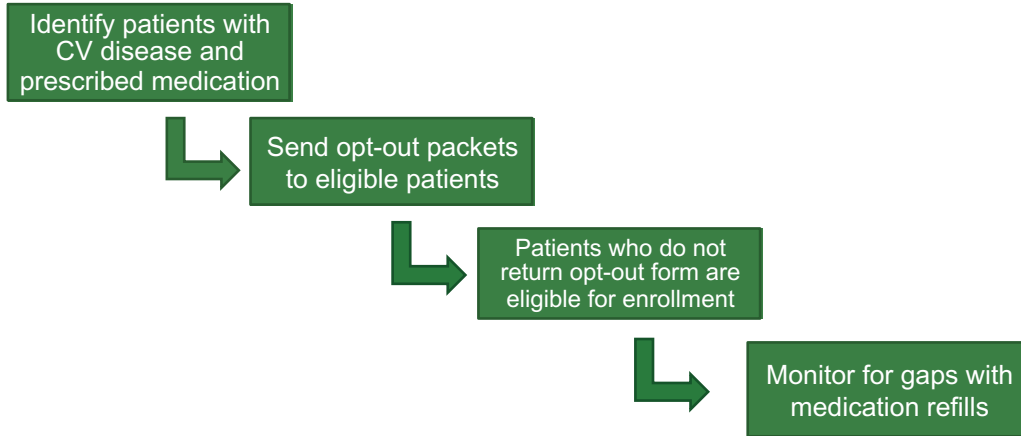 Identify patients with
CV disease and
prescribed medication
Send opt-out packets
to eligible patients
Patients who do not
return opt-out form are
eligible for enrollment
Monitor for gaps with
medication refills